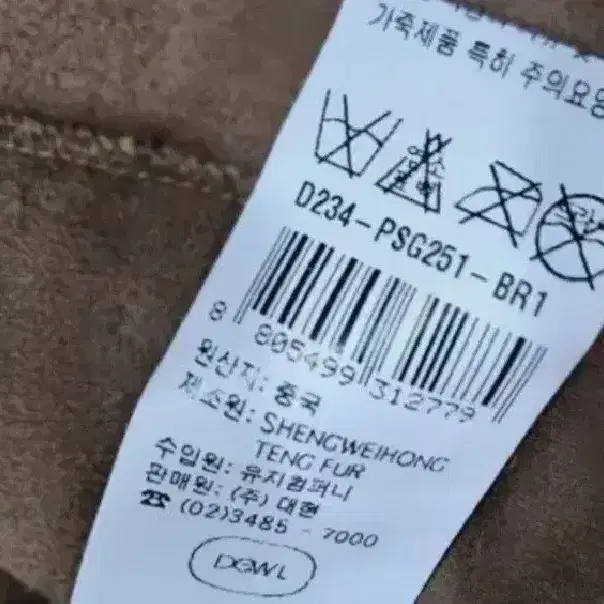 가죽제품 특허 주의요망
D234-PSG251-BR1
8 805499 312779
원산지: 중국
제조원: SHENGWEIHONG
TENG FUR
수입원: 유지컴퍼니
판매원: (주) 대현
☎ (02)3485 - 7000